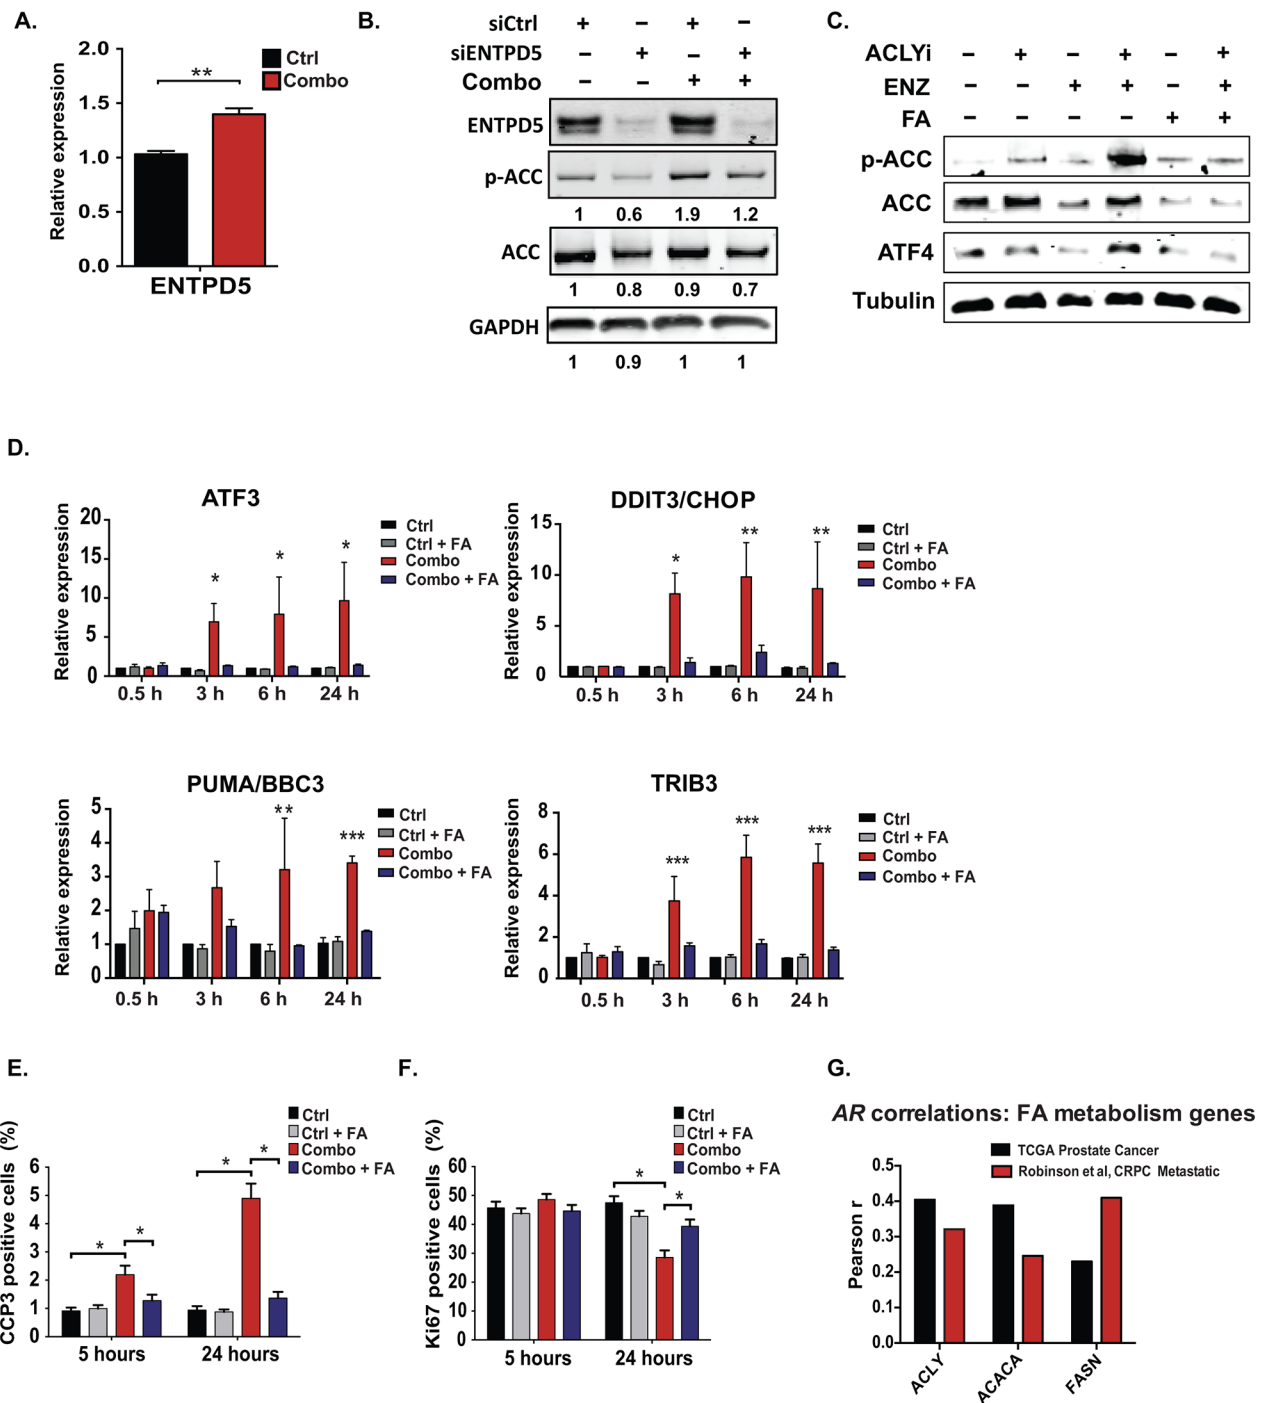 A.
2.0
1.5
1.0
0.5
0.0
Relative expression
**
Ctrl
Combo
ENTPD5
B.
siCtrl + − + −
siENTPD5 − + − +
Combo − − + +
ENTPD5
p-ACC
1 0.6 1.9 1.2
ACC
1 0.8 0.9 0.7
GAPDH
1 0.9 1 1
C.
ACLYi − + − + − +
ENZ − − + + − +
FA − − − − + +
p-ACC
ACC
ATF4
Tubulin
D.
ATF3
Relative expression
20
15
10
5
0
* * *
0.5 h 3 h 6 h 24 h
Ctrl
Ctrl + FA
Combo
Combo + FA
DDIT3/CHOP
Relative expression
15
10
5
0
* ** **
0.5 h 3 h 6 h 24 h
Ctrl
Ctrl + FA
Combo
Combo + FA
PUMA/BBC3
Relative expression
5
4
3
2
1
0
** ***
0.5 h 3 h 6 h 24 h
Ctrl
Ctrl + FA
Combo
Combo + FA
TRIB3
Relative expression
8
6
4
2
0
*** *** ***
0.5 h 3 h 6 h 24 h
Ctrl
Ctrl + FA
Combo
Combo + FA
E.
CCP3 positive cells (%)
6
5
4
3
2
1
0
* * * *
5 hours 24 hours
Ctrl
Ctrl + FA
Combo
Combo + FA
F.
Ki67 positive cells (%)
60
50
40
30
20
10
0
* *
5 hours 24 hours
Ctrl
Ctrl + FA
Combo
Combo + FA
G.
AR correlations: FA metabolism genes
TCGA Prostate Cancer
Robinson et al, CRPC Metastatic
Pearson r
0.5
0.4
0.3
0.2
0.1
0.0
ACLY ACACA FASN